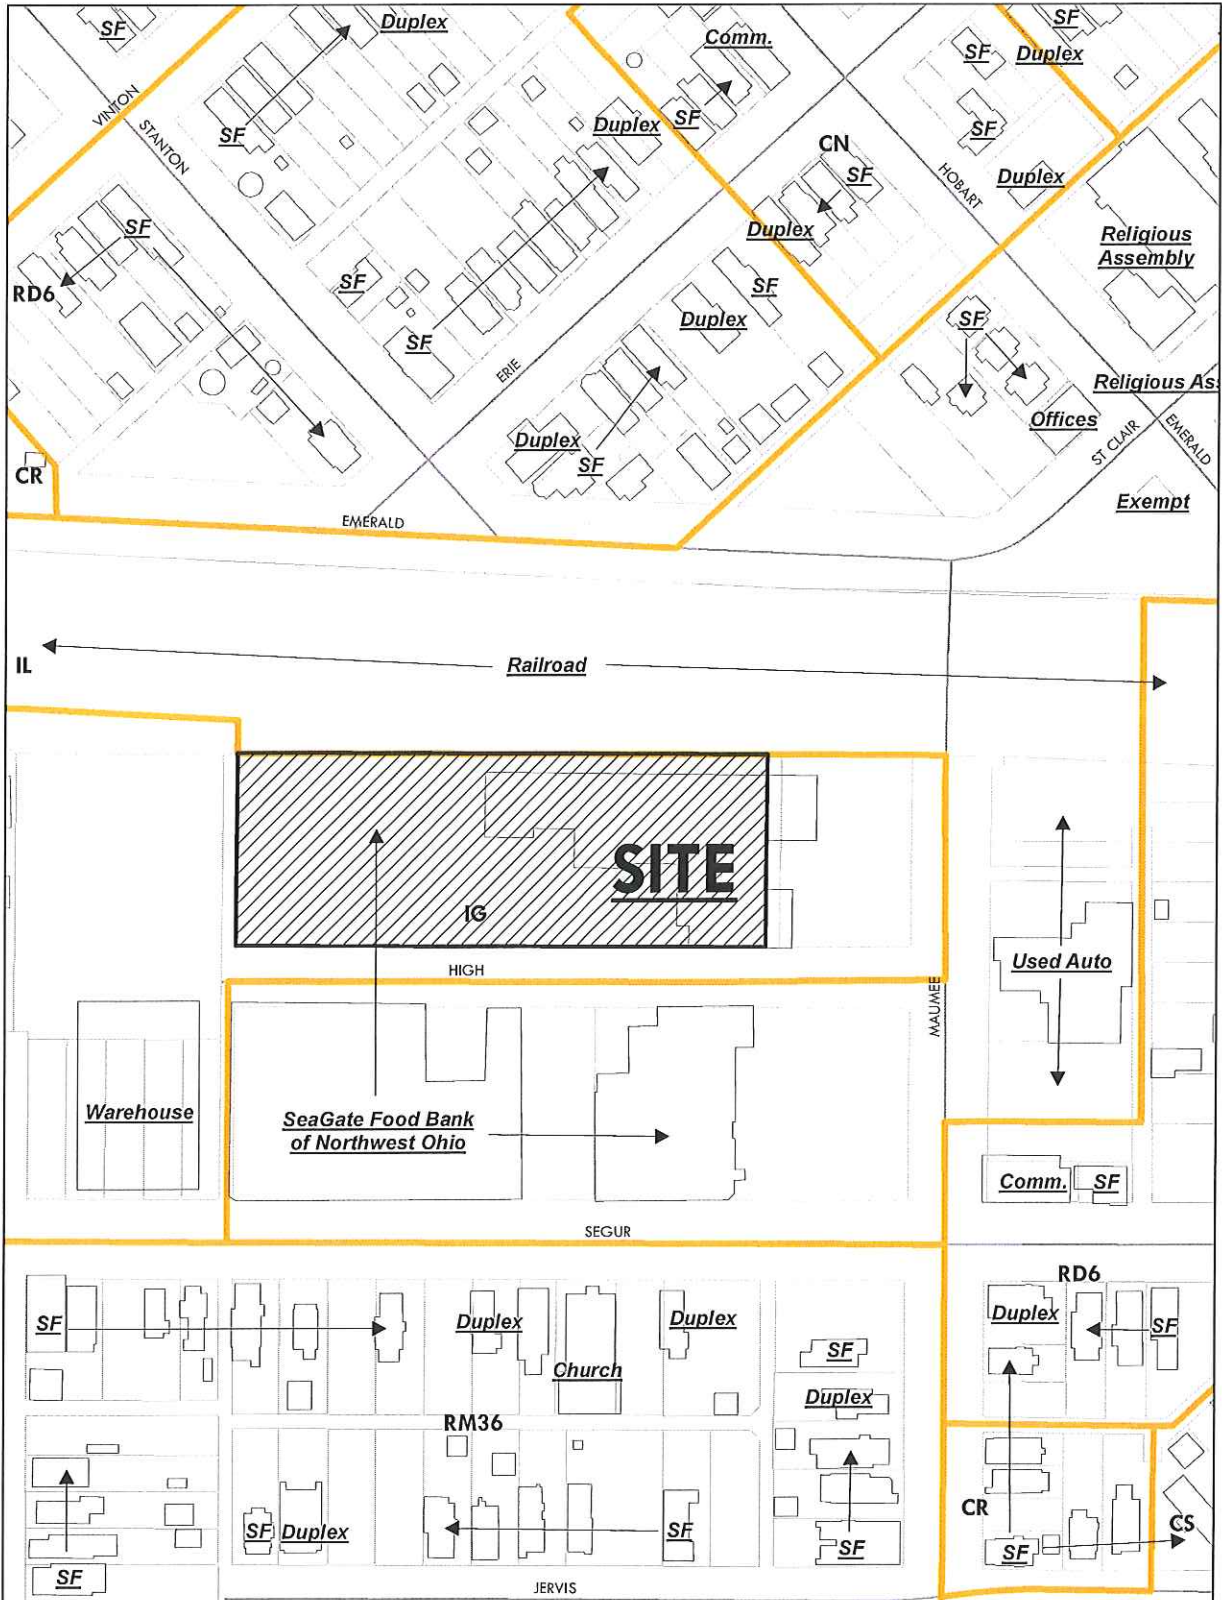 SF
Duplex
Comm.
SF
SF
Duplex
VINTON
STANTON
SF
Duplex
SF
CN
SF
SF
HOBART
Duplex
SF
Duplex
Religious
Assembly
RD6
SF
SF
Duplex
SF
SF
ERIE
Religious As
Duplex
SF
Offices
ST CLAIR
EMERALD
CR
Exempt
EMERALD
IL
Railroad
SITE
IG
HIGH
Used Auto
MAUMEE
Warehouse
SeaGate Food Bank
of Northwest Ohio
Comm.
SF
SEGUR
RD6
SF
Duplex
Duplex
Duplex
SF
SF
Church
Duplex
RM36
CR
CS
SF
Duplex
SF
SF
SF
SF
JERVIS